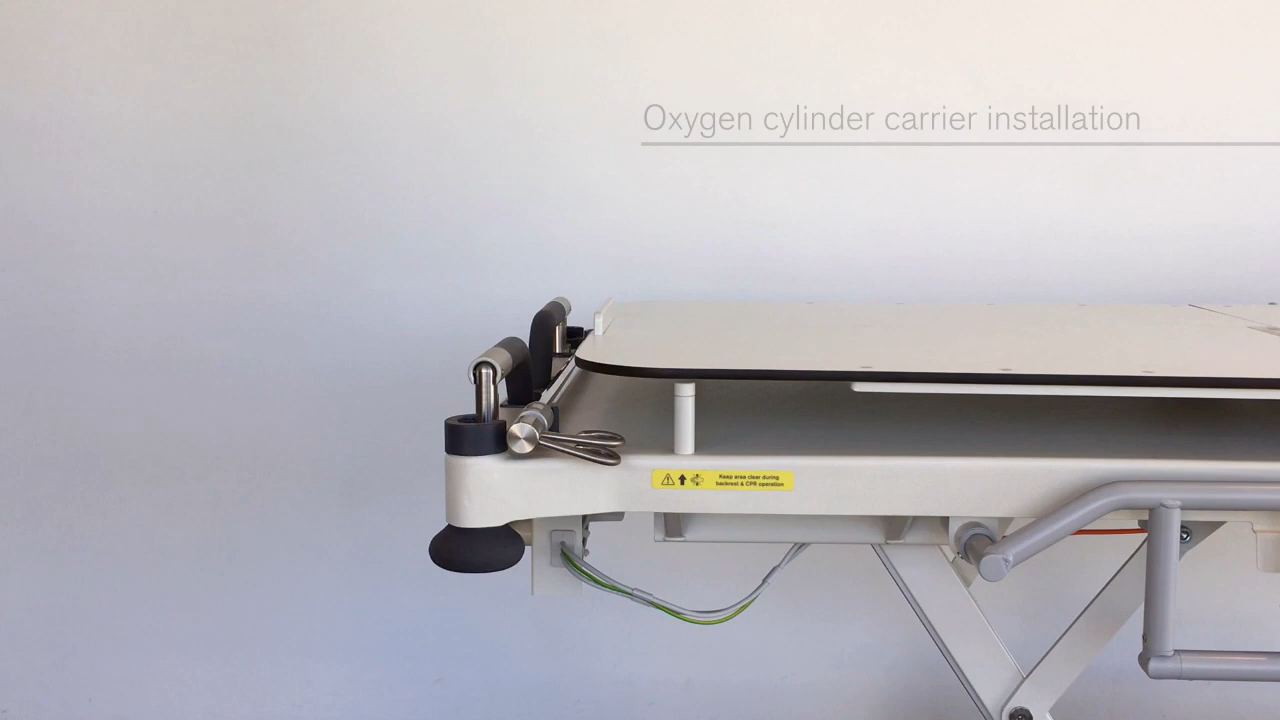 Oxygen cylinder carrier installation
Keep area clear during
backrest & CPR operation